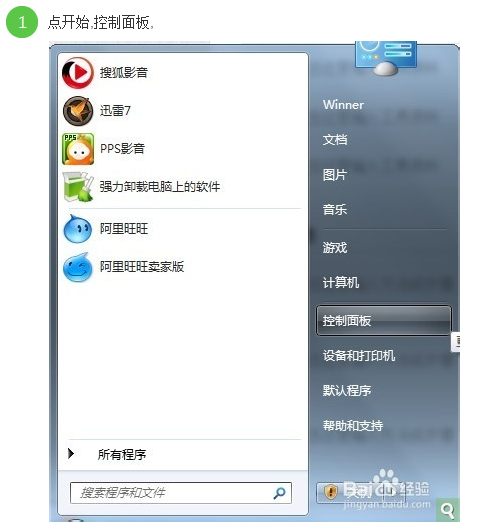 1 点开始,控制面板,
搜狐影音
迅雷7
PPS影音
强力卸载电脑上的软件
阿里旺旺
阿里旺旺卖家版
所有程序
搜索程序和文件
Winner
文档
图片
音乐
游戏
计算机
控制面板
设备和打印机
默认程序
帮助和支持
Baidu经验
jingyan.baidu.com